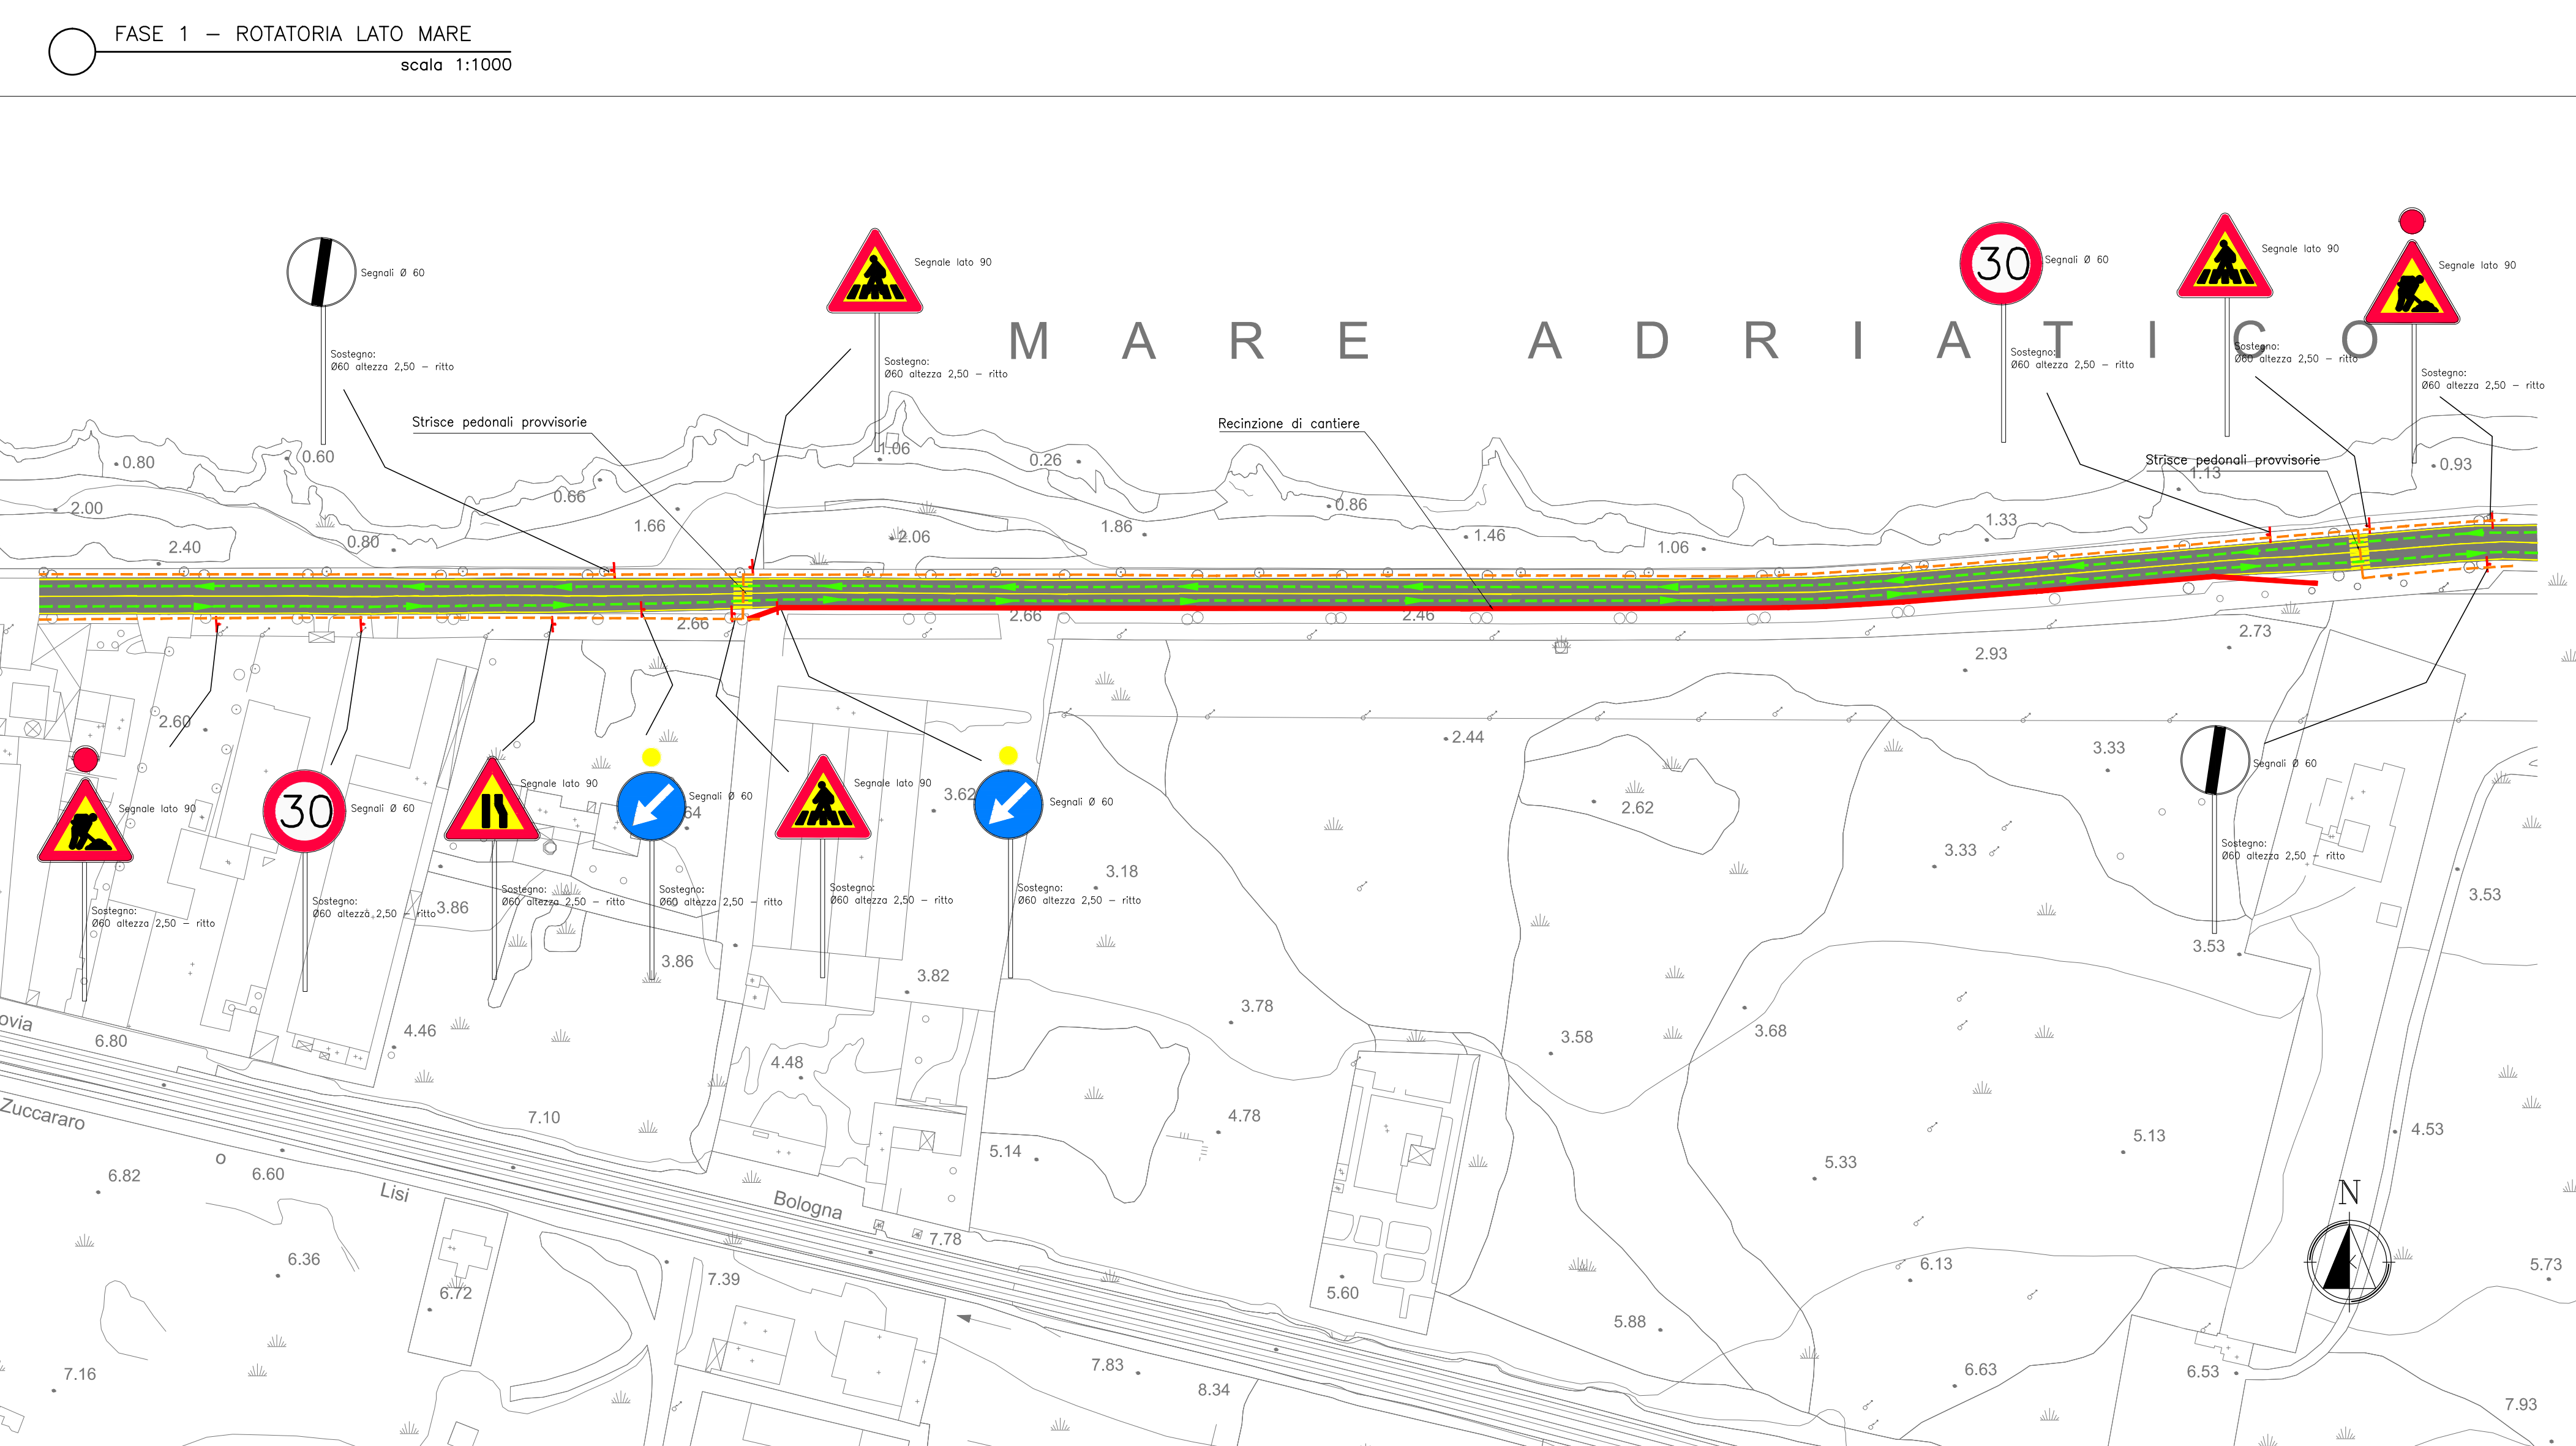 FASE 1 – ROTATORIA LATO MARE
scala 1:1000
Segnali Ø 60
Sostegno:
Ø60 altezza 2,50 – ritto
Segnale lato 90
Sostegno:
Ø60 altezza 2,50 – ritto
30
Segnali Ø 60
Sostegno:
Ø60 altezza 2,50 – ritto
Segnale lato 90
Sostegno:
Ø60 altezza 2,50 – ritto
Segnale lato 90
Sostegno:
Ø60 altezza 2,50 – ritto
MARE ADRIATICO
Strisce pedonali provvisorie
Recinzione di cantiere
Strisce pedonali provvisorie
0.80
0.60
1.06
0.26
1.13
0.93
2.00
0.66
1.66
0.86
2.40
0.80
2.06
1.86
1.46
1.06
1.33
2.66
2.66
2.46
2.73
2.93
2.60
2.44
3.33
Segnale lato 90
Sostegno:
Ø60 altezza 2,50 – ritto
30
Segnali Ø 60
Sostegno:
Ø60 altezza 2,50 – ritto
Segnale lato 90
Sostegno:
Ø60 altezza 2,50 – ritto
Segnali Ø 60
64
Sostegno:
Ø60 altezza 2,50 – ritto
Segnale lato 90
Sostegno:
Ø60 altezza 2,50 – ritto
3.62
Segnali Ø 60
Sostegno:
Ø60 altezza 2,50 – ritto
Segnali Ø 60
Sostegno:
Ø60 altezza 2,50 – ritto
2.62
3.33
3.18
3.53
3.86
3.86
3.82
3.53
3.78
3.58
3.68
ovia
6.80
4.46
4.48
Zuccararo
7.10
4.78
5.14
5.13
4.53
5.33
o
6.82
6.60
Lisi
Bologna
N
7.78
6.36
6.72
7.39
5.60
6.13
5.73
5.88
7.16
7.83
8.34
6.63
6.53
7.93